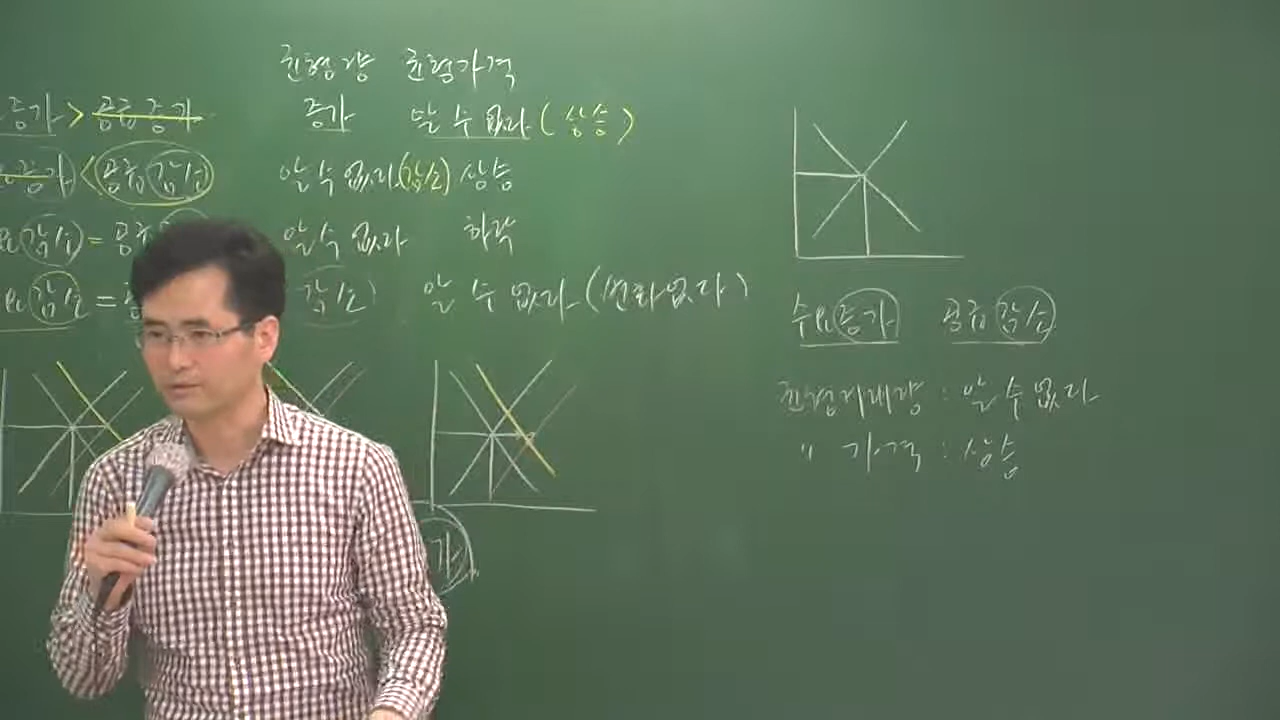 균형량 균형가격
증가 > 공급증가 증가 알 수 없다 (상승)
증가) < (공급(감소) 알 수 없다 (감소) 상승
(감소) = 공급 알 수 없다 하락
(감소) = 감소) 알 수 없다 (변화없다)
수요(증가) 공급(감소)
균형거래량 : 알 수 없다
〃 가격 : 상승
가)